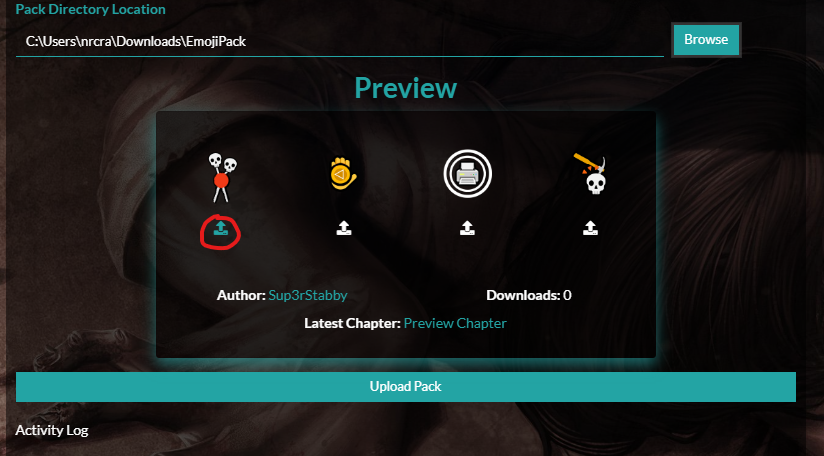 Pack Directory Location
C:\Users\nrcra\Downloads\EmojiPack
Browse
Preview
Author: Sup3rStabby
Downloads: 0
Latest Chapter: Preview Chapter
Upload Pack
Activity Log